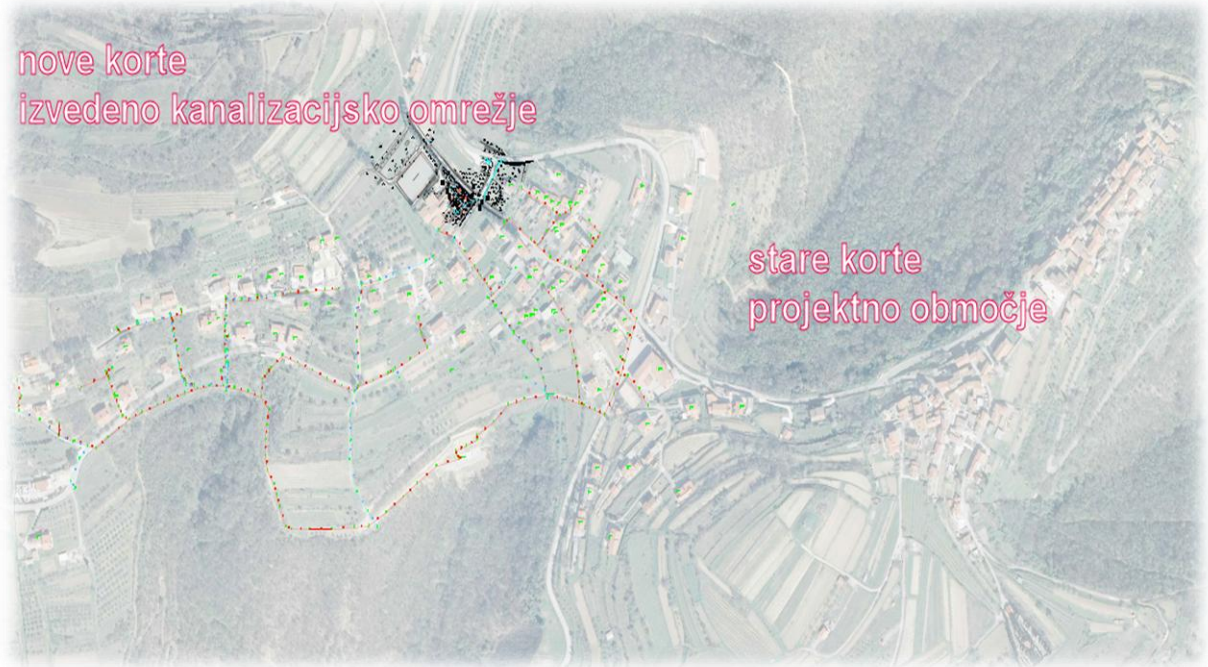 nove korte
izvedeno kanalizacijsko omrežje
stare korte
projektno območje